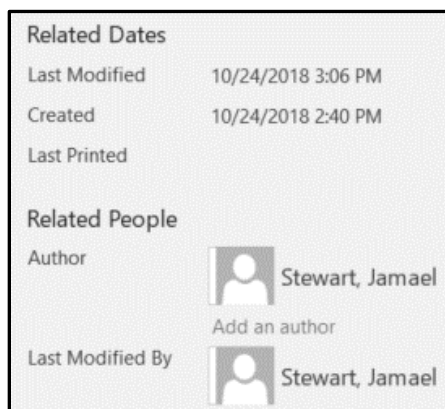 Related Dates
Last Modified 10/24/2018 3:06 PM
Created 10/24/2018 2:40 PM
Last Printed
Related People
Author
Stewart, Jamael
Add an author
Last Modified By
Stewart, Jamael